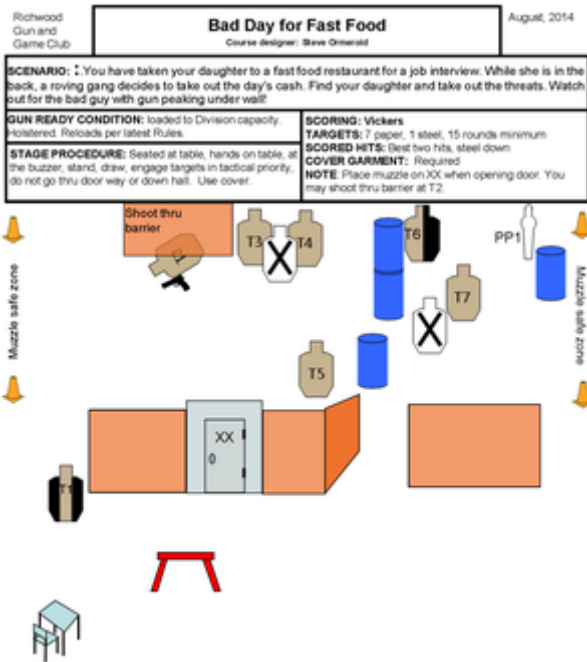 Richwood
Gun and
Game Club
Bad Day for Fast Food
Course designer: Steve Ormeroid
August, 2014
SCENARIO: :.You have taken your daughter to a fast food restaurant for a job interview. While she is in the
back, a roving gang decides to take out the day's cash. Find your daughter and take out the threats. Watch
out for the bad guy with gun peaking under wall!
GUN READY CONDITION: loaded to Division capacity.
Holstered. Reloads per latest Rules.
STAGE PROCEDURE: Seated at table, hands on table, at
the buzzer, stand, draw, engage targets in tactical priority,
do not go thru door way or down hall. Use cover.
SCORING: Vickers
TARGETS: 7 paper, 1 steel, 15 rounds minimum
SCORED HITS: Best two hits, steel down
COVER GARMENT: Required
NOTE: Place muzzle on XX when opening door. You
may shoot thru barrier at T2
Shoot thru
barrier
T3
T4
X
T6
PP1
T7
X
T5
Muzzle safe zone
Muzzle safe zone
XX
T1